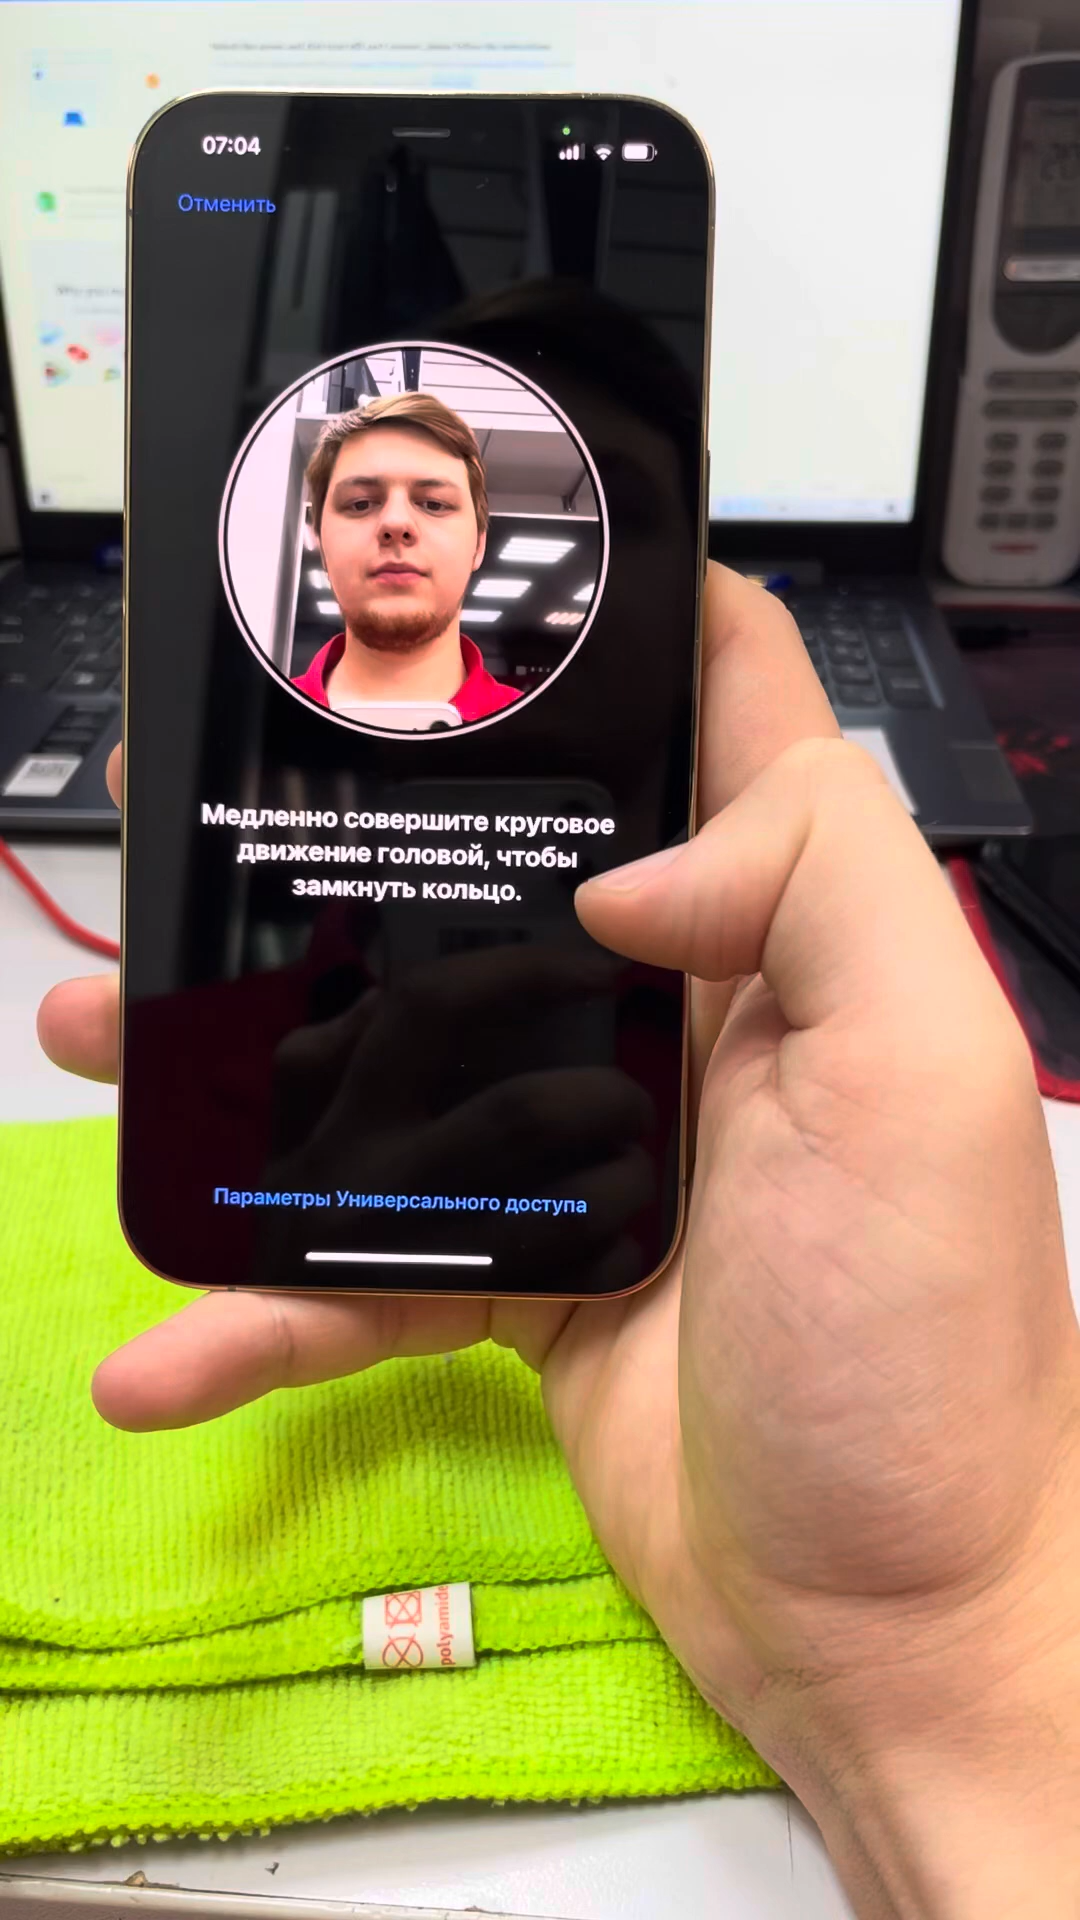 07:04
Отменить
Медленно совершите круговое
движение головой, чтобы
замкнуть кольцо.
Параметры Универсального доступа
polyamide